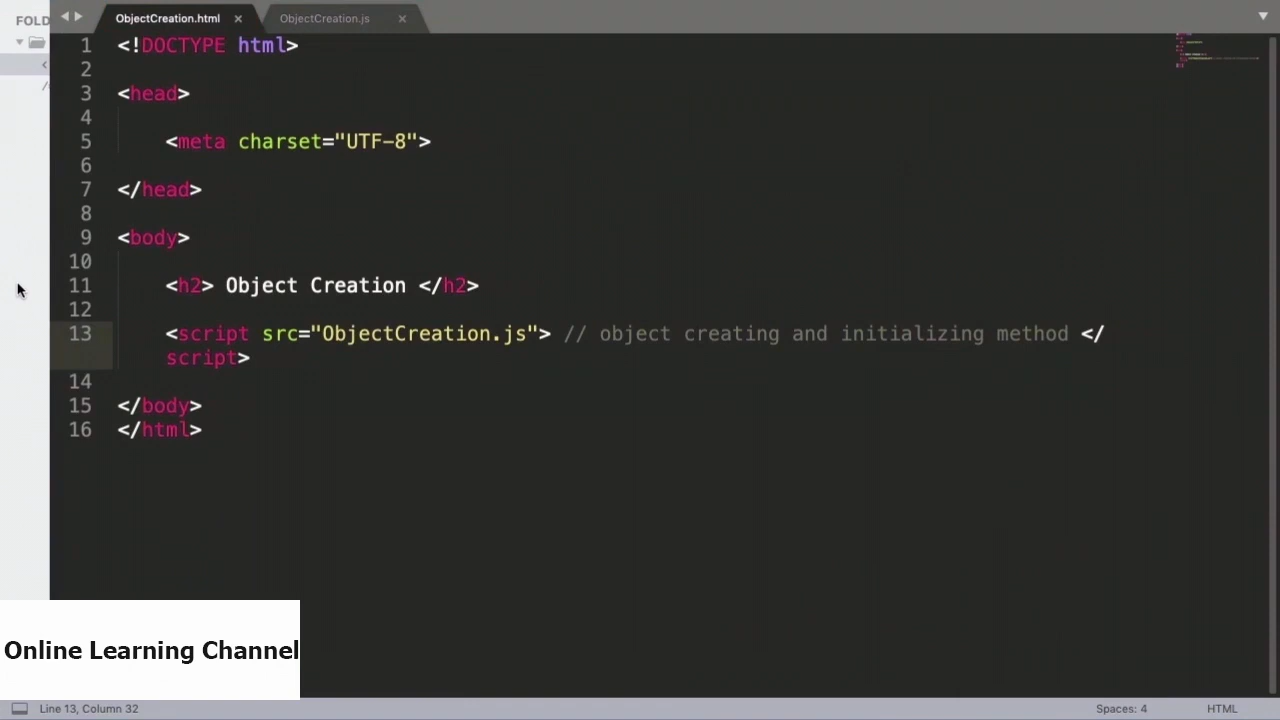 FOLD
ObjectCreation.html ×
ObjectCreation.js ×
1 <!DOCTYPE html>
2
3 <head>
4
5 <meta charset="UTF-8">
6
7 </head>
8
9 <body>
10
11 <h2> Object Creation </h2>
12
13 <script src="ObjectCreation.js"> // object creating and initializing method </
script>
14
15 </body>
16 </html>
Online Learning Channel
Line 13, Column 32
Spaces: 4
HTML